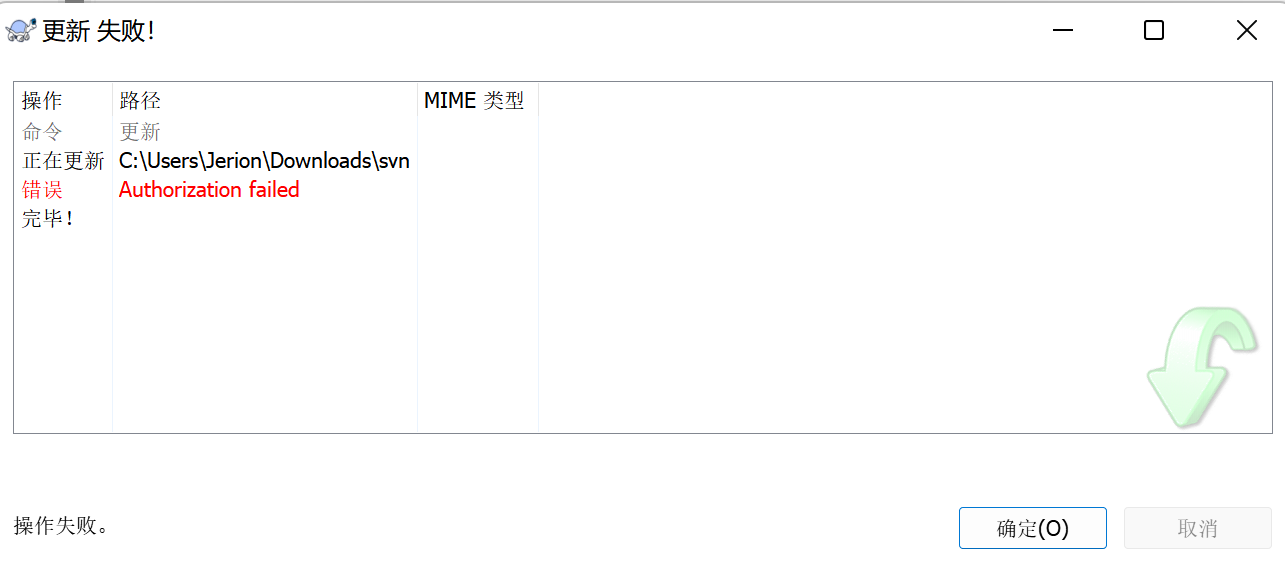 更新 失败!
操作 路径 MIME 类型
命令 更新
正在更新 C:\Users\Jerion\Downloads\svn
错误 Authorization failed
完毕!
操作失败。
确定(O) 取消